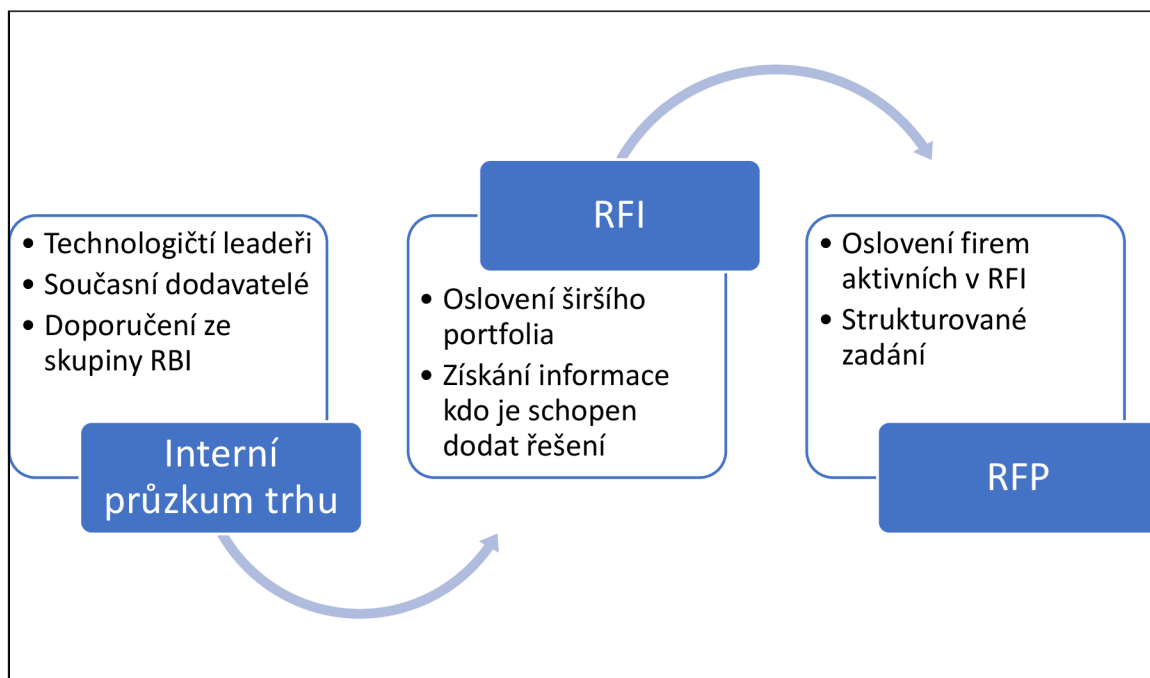 • Technologičtí leadeři
• Současní dodavatelé
• Doporučení ze
skupiny RBI
Interní
průzkum trhu
RFI
• Oslovení širšího
portfolia
• Získání informace
kdo je schopen
dodat řešení
• Oslovení firem
aktivních v RFI
• Strukturované
zadání
RFP